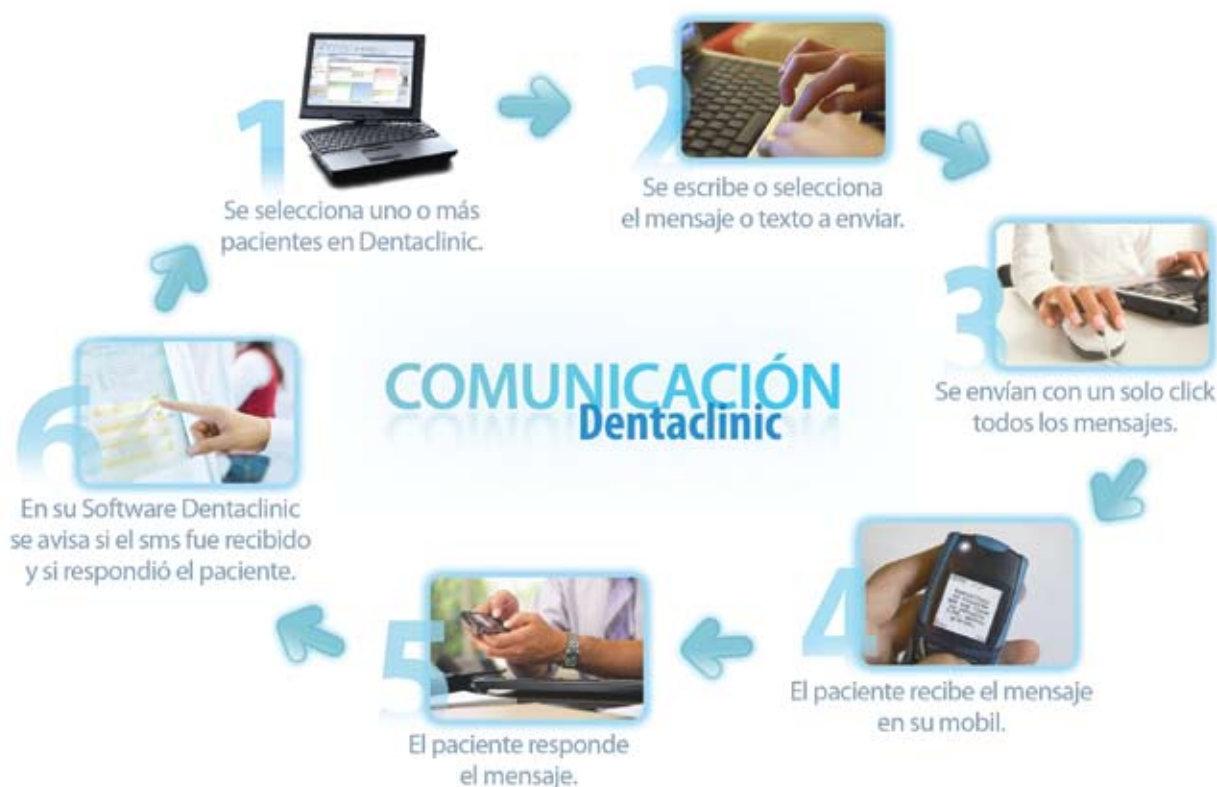 1
Se selecciona uno o más
pacientes en Dentaclinic.
2
Se escribe o selecciona
el mensaje o texto a enviar.
3
Se envían con un solo click
todos los mensajes.
COMUNICACIÓN
Dentaclinic
4
El paciente recibe el mensaje
en su mobil.
5
El paciente responde
el mensaje.
6
En su Software Dentaclinic
se avisa si el sms fue recibido
y si respondió el paciente.